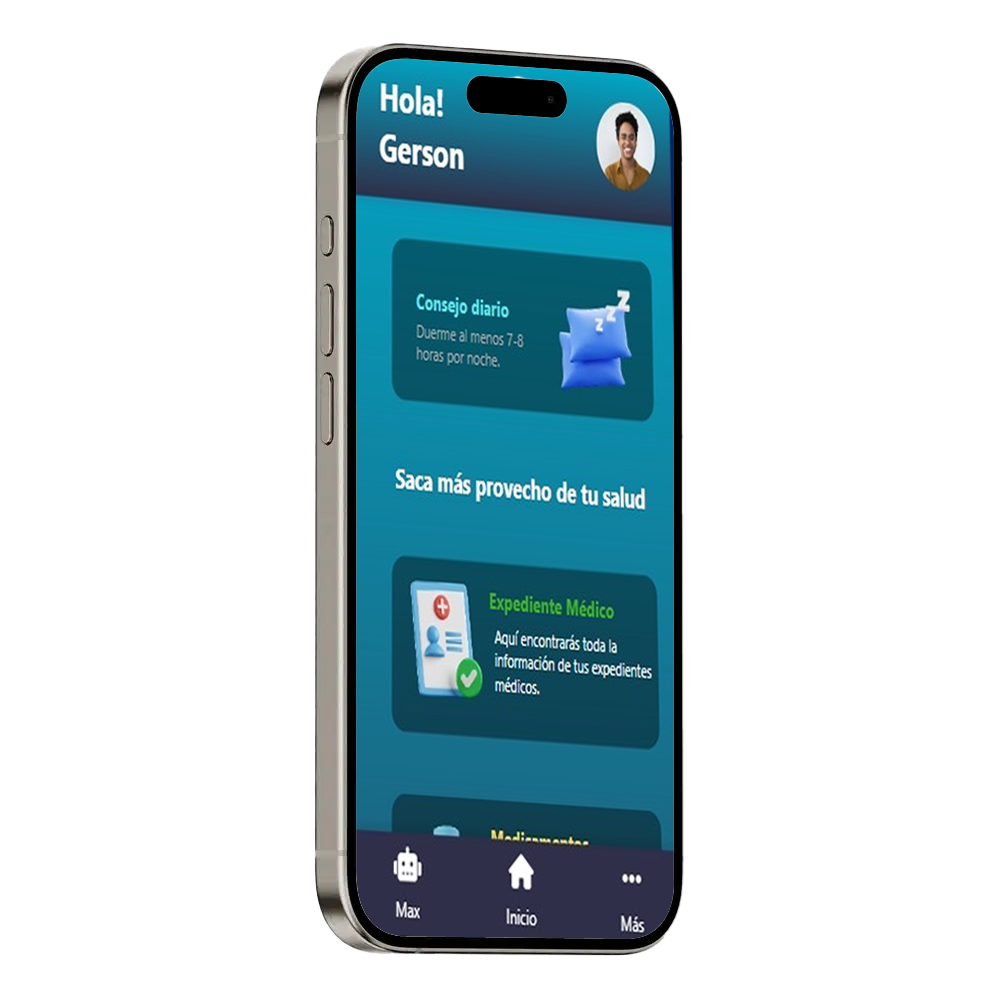 Hola!
Gerson
Consejo diario
Duerme al menos 7-8
horas por noche.
z z z
Saca más provecho de tu salud
Expediente Médico
Aquí encontrarás toda la
información de tus expedientes
médicos.
Medicamentos
Max
Inicio
Más